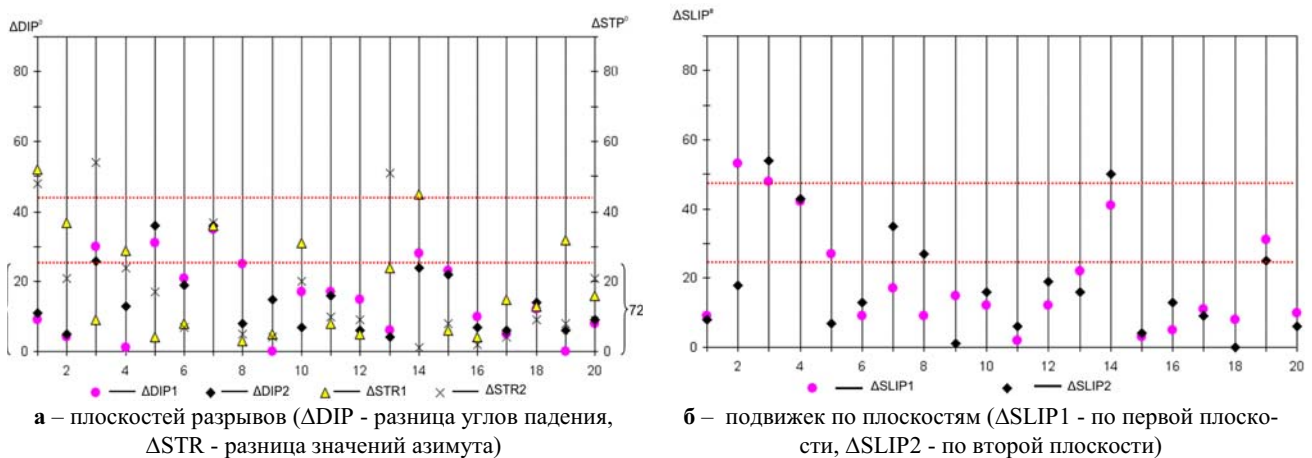 ΔDIP⁰ ΔSTP⁰
80 80
60 60
40 40
20 20
0 0
}72
2 4 6 8 10 12 14 16 18 20
ΔDIP1 ΔDIP2 ΔSTR1 ΔSTR2
а – плоскостей разрывов (ΔDIP - разница углов падения,
ΔSTR - разница значений азимута)
80
60
40
20
0
2 4 6 8 10 12 14 16 18 20
ΔSLIP1 ΔSLIP2
б – подвижек по плоскостям (ΔSLIP1 - по первой плоско-
сти, ΔSLIP2 - по второй плоскости)